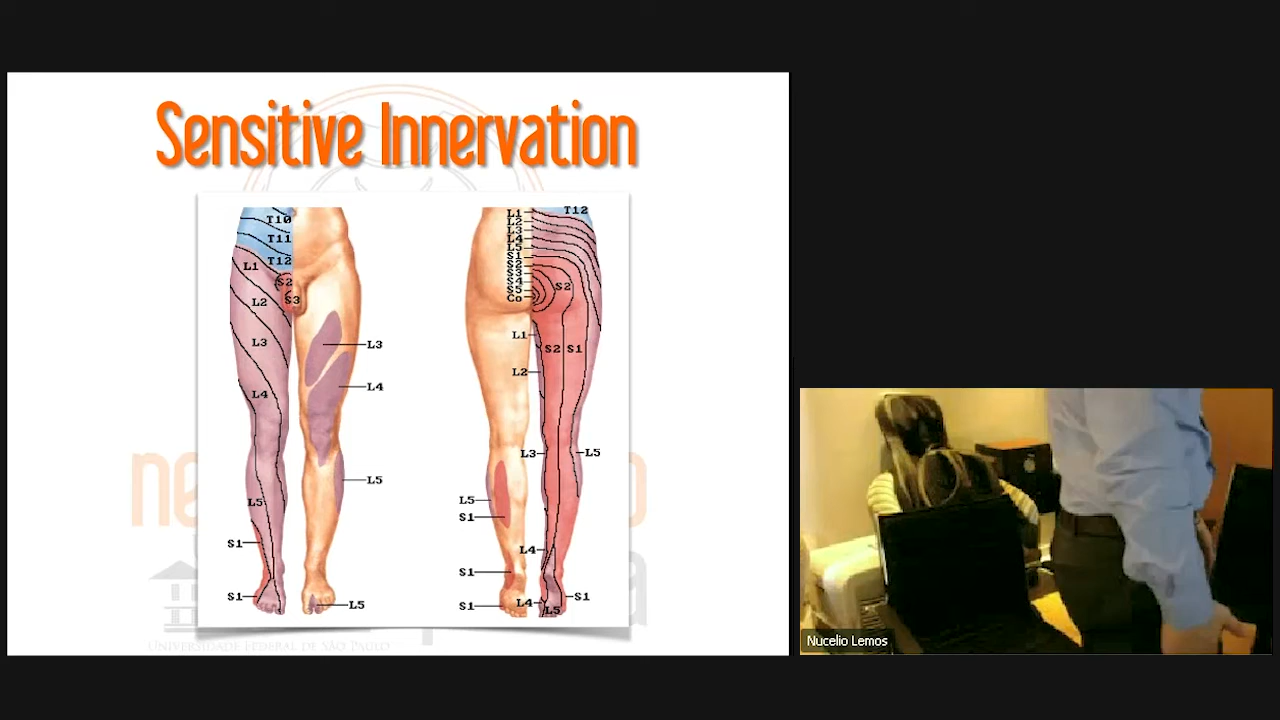 Sensitive Innervation
T10
T11
T12
L1
S2
S3
L2
L3
L4
L5
S1
S1
L3
L4
L5
L5
L1
L2
L3
L4
L5
S1
S2
S3
S4
S5
Co
T12
S2
L1
S2
S1
L2
L3
L5
L5
S1
L4
S1
S1
L4
L5
S1
UNIVERSIDADE FEDERAL DE SÃO PAULO
Nucelio Lemos